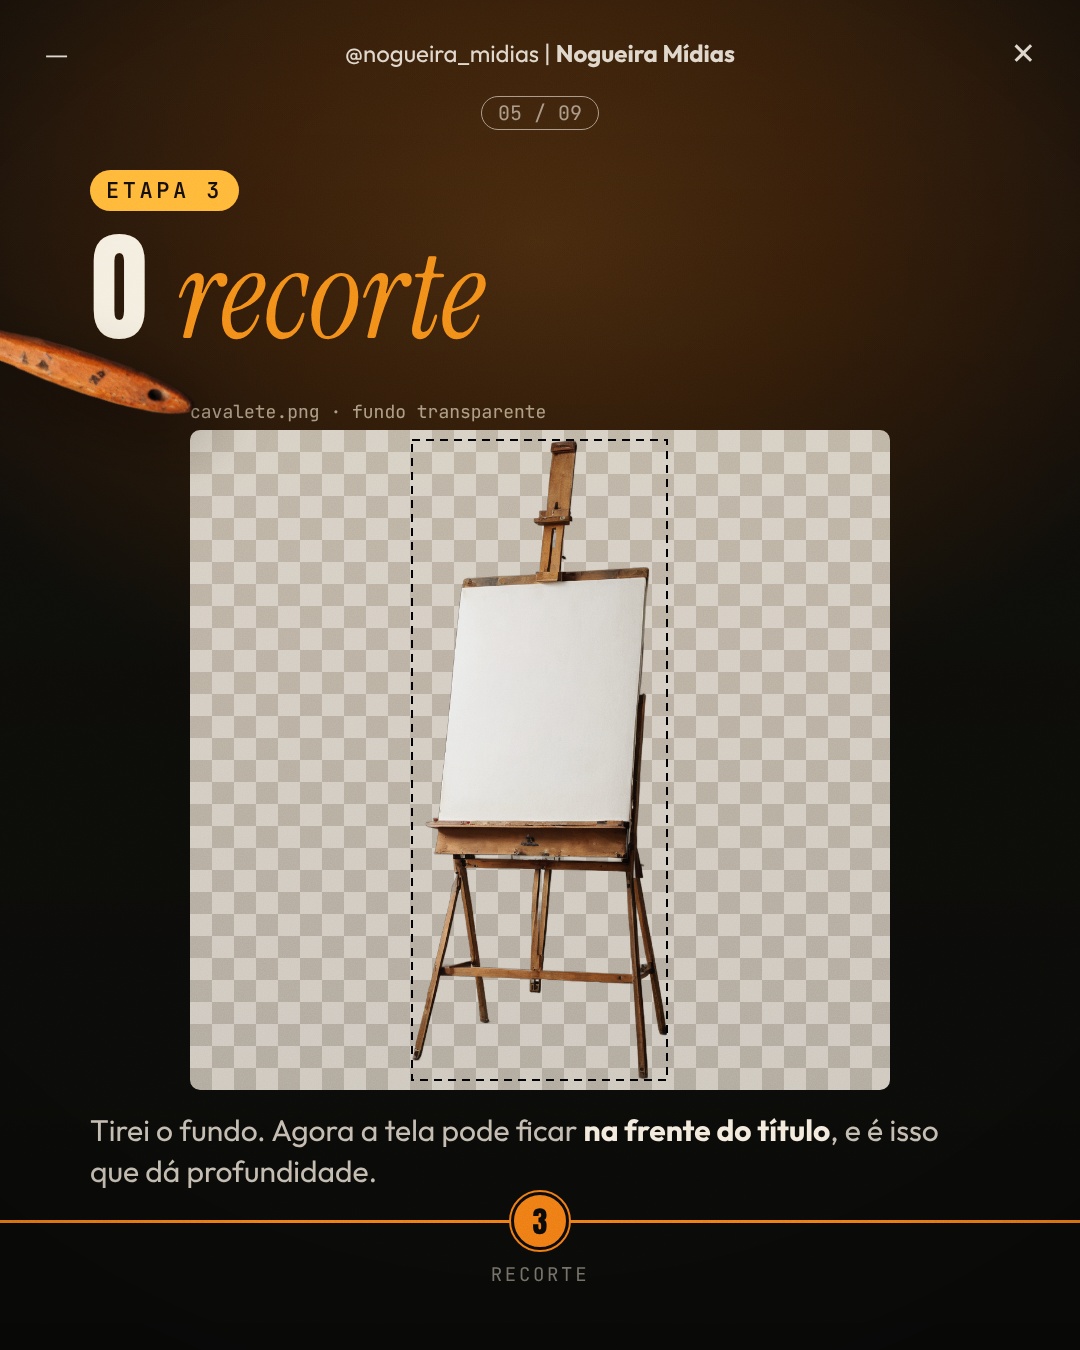 @nogueira_midias | Nogueira Mídias
05 / 09
ETAPA 3
O recorte
cavalete.png · fundo transparente
Tirei o fundo. Agora a tela pode ficar na frente do título, e é isso
que dá profundidade.
3
RECORTE